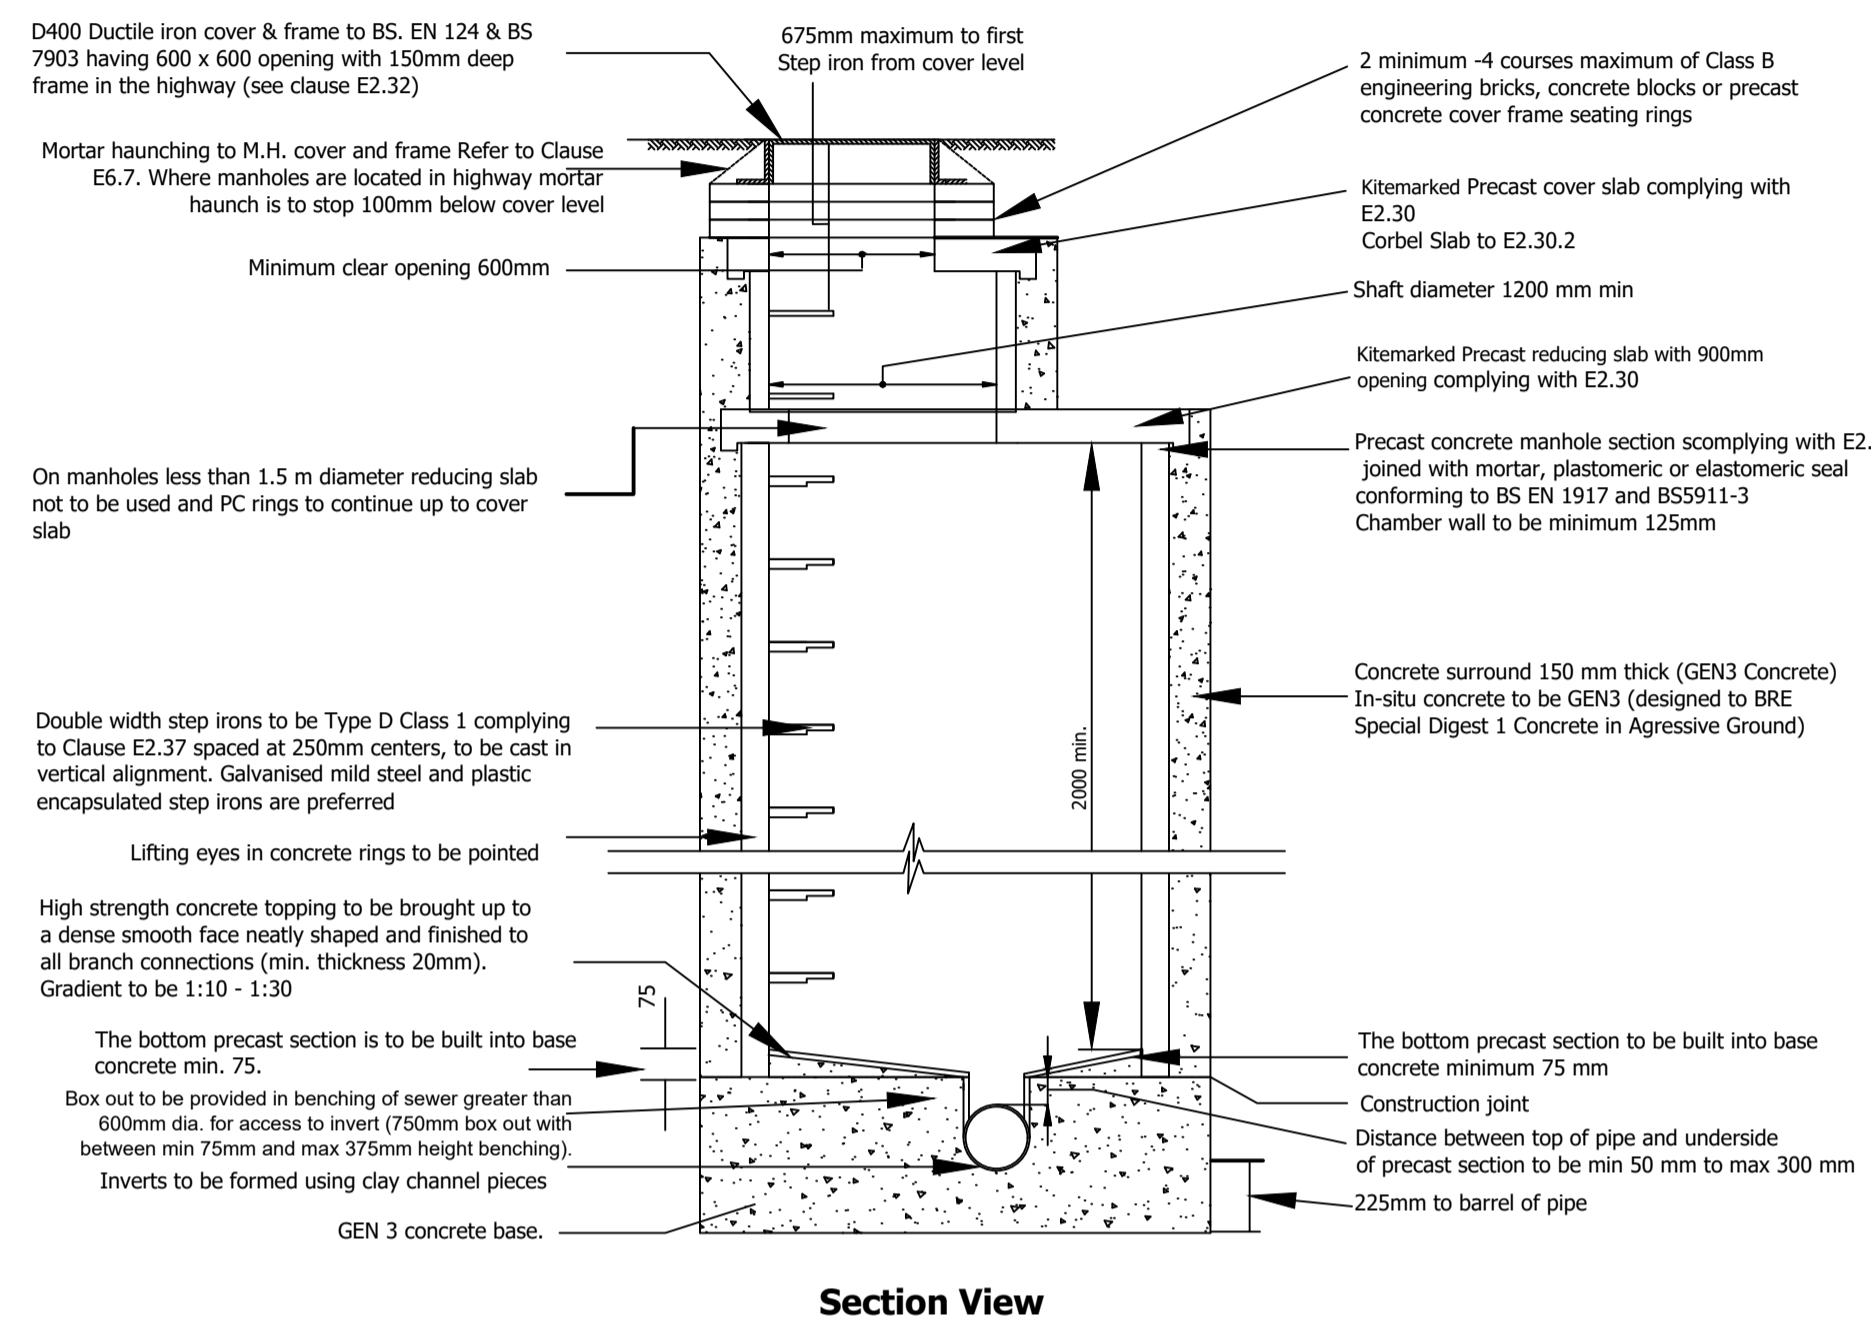 D400 Ductile iron cover & frame to BS. EN 124 & BS
7903 having 600 x 600 opening with 150mm deep
frame in the highway (see clause E2.32)
675mm maximum to first
Step iron from cover level
2 minimum -4 courses maximum of Class B
engineering bricks, concrete blocks or precast
concrete cover frame seating rings
Mortar haunching to M.H. cover and frame Refer to Clause
E6.7. Where manholes are located in highway mortar
haunch is to stop 100mm below cover level
Kitemarked Precast cover slab complying with
E2.30
Corbel Slab to E2.30.2
Minimum clear opening 600mm
Shaft diameter 1200 mm min
Kitemarked Precast reducing slab with 900mm
opening complying with E2.30
Precast concrete manhole section scomplying with E2.
joined with mortar, plastomeric or elastomeric seal
conforming to BS EN 1917 and BS5911-3
Chamber wall to be minimum 125mm
On manholes less than 1.5 m diameter reducing slab
not to be used and PC rings to continue up to cover
slab
Concrete surround 150 mm thick (GEN3 Concrete)
In-situ concrete to be GEN3 (designed to BRE
Special Digest 1 Concrete in Agressive Ground)
Double width step irons to be Type D Class 1 complying
to Clause E2.37 spaced at 250mm centers, to be cast in
vertical alignment. Galvanised mild steel and plastic
encapsulated step irons are preferred
2000 min.
Lifting eyes in concrete rings to be pointed
High strength concrete topping to be brought up to
a dense smooth face neatly shaped and finished to
all branch connections (min. thickness 20mm).
Gradient to be 1:10 - 1:30
75
The bottom precast section is to be built into base
concrete min. 75.
The bottom precast section to be built into base
concrete minimum 75 mm
Box out to be provided in benching of sewer greater than
600mm dia. for access to invert (750mm box out with
between min 75mm and max 375mm height benching).
Construction joint
Distance between top of pipe and underside
of precast section to be min 50 mm to max 300 mm
Inverts to be formed using clay channel pieces
225mm to barrel of pipe
GEN 3 concrete base.
Section View